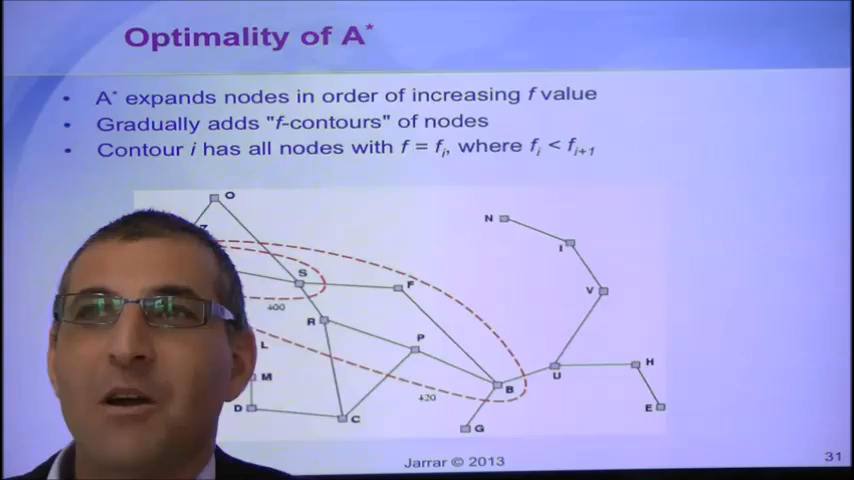 Optimality of A*
• A* expands nodes in order of increasing f value
• Gradually adds "f-contours" of nodes
• Contour i has all nodes with f = fi, where fi < fi+1
O
N
Z
I
S
F
V
400
R
L
P
M
H
B
U
420
D
E
C
G
Jarrar © 2013
31